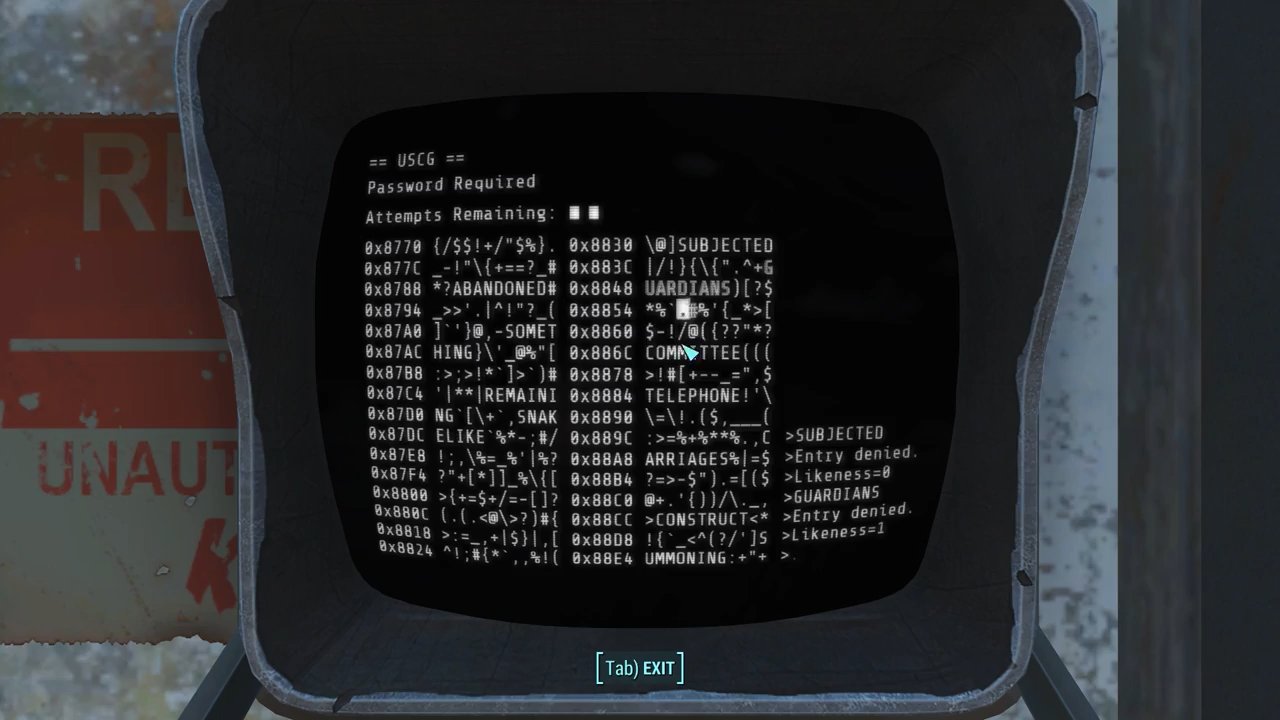 RE
UNAUT
K
== USCG ==
Password Required
Attempts Remaining: ■ ■
0x8770 {/$$!+/"$%}. 0x8830 \@]SUBJECTED
0x877C _-!"\{+==?_# 0x883C |/!}{\{".^+G
0x8788 *?ABANDONED# 0x8848 UARDIANS)[?$
0x8794 _>>'.|^!"?_( 0x8854 *%`.#%'{_*>[
0x87A0 ]`'}@,-SOMET 0x8860 $-!/@({??"*?
0x87AC HING}\'_@%"[ 0x886C COMMITTEE(((
0x87B8 :>;>!*`]>`)# 0x8878 >!#[+--_=",$
0x87C4 '|**|REMAINI 0x8884 TELEPHONE!'\
0x87D0 NG`[\+`,SNAK 0x8890 \=\!.($,___(
0x87DC ELIKE`%*-;#/ 0x889C :>=%+%**%.,C
0x87E8 !;,\%=_%'|%? 0x88A8 ARRIAGES%|=$
0x87F4 ?"+[*]]_%\{[ 0x88B4 ?=>-$").=[($
0x8800 >{+=$+/=-[]? 0x88C0 @+.'{))/\._,
0x880C (.(.<@\>?)#{ 0x88CC >CONSTRUCT<*
0x8818 >:=_,+|$}|,[ 0x88D8 !{`_<^(?/']S
0x8824 ^!;#{*`,,%!( 0x88E4 UMMONING:+"+
>SUBJECTED
>Entry denied.
>Likeness=0
>GUARDIANS
>Entry denied.
>Likeness=1
>.
[Tab) EXIT]